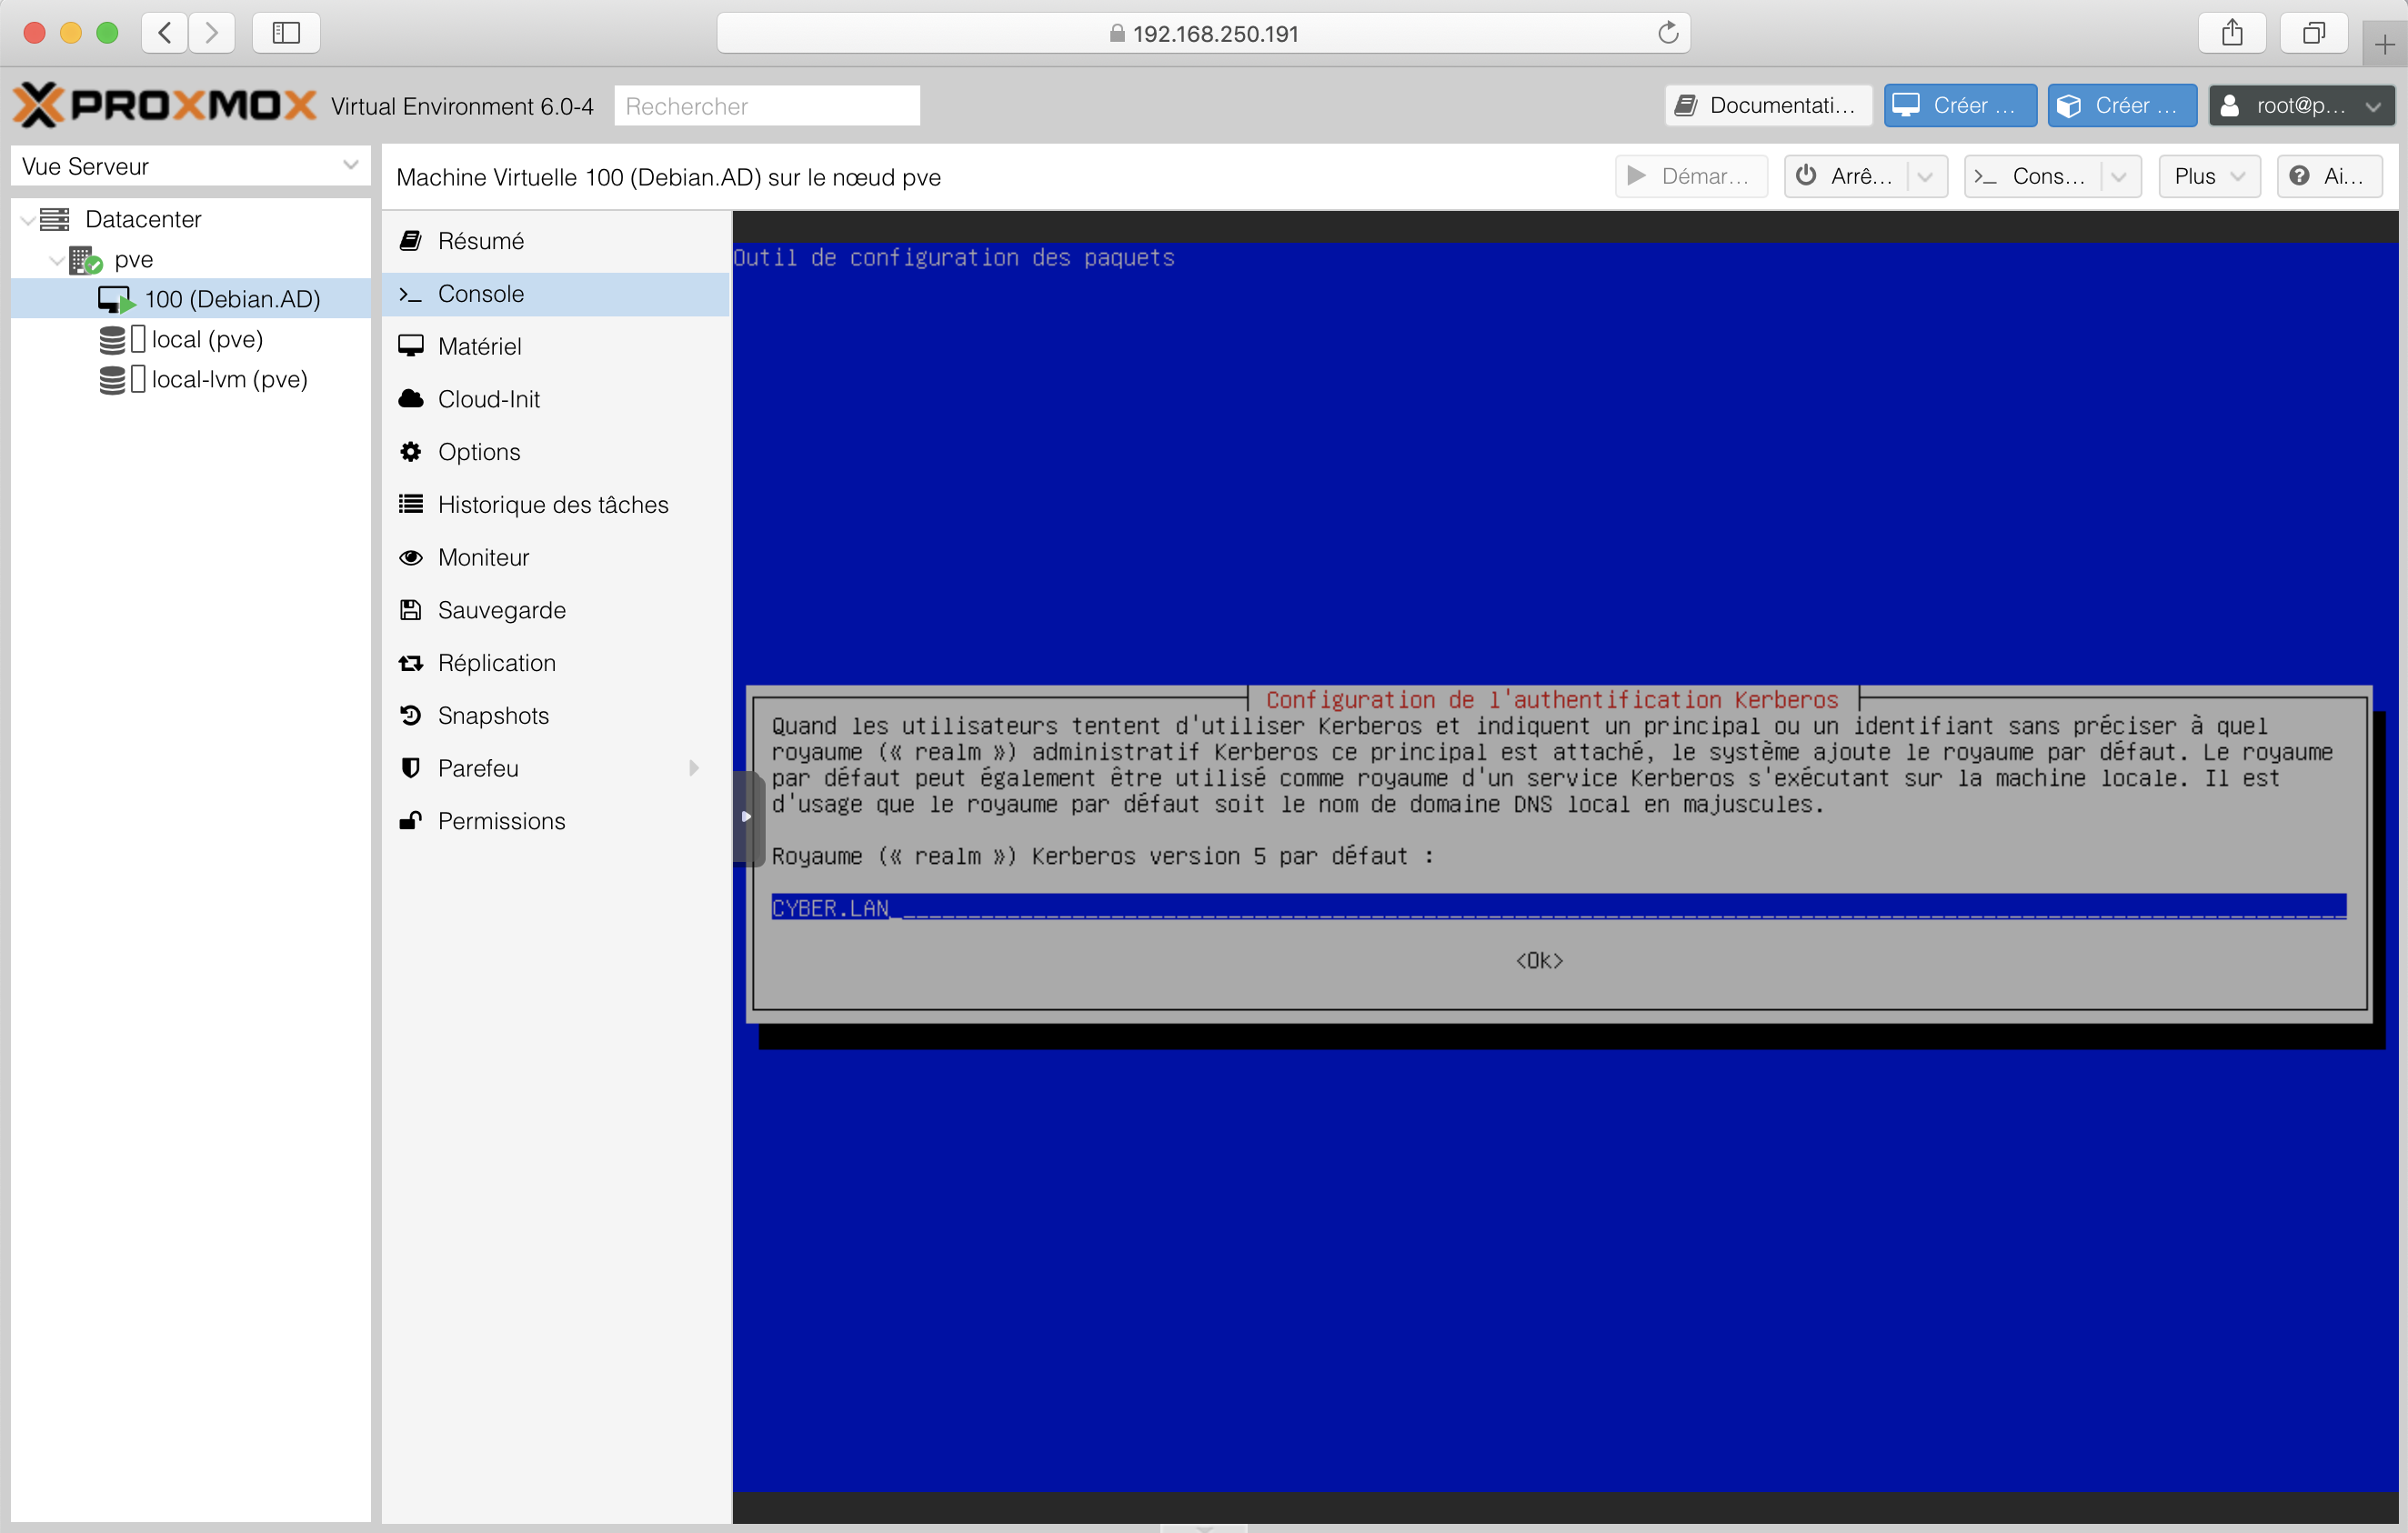 192.168.250.191
PROXMOX Virtual Environment 6.0-4 Rechercher Documentati... Créer ... Créer ... root@p...
Vue Serveur
Machine Virtuelle 100 (Debian.AD) sur le nœud pve Démar... Arrê... Cons... Plus Ai...
Datacenter
pve
100 (Debian.AD)
local (pve)
local-lvm (pve)
Résumé
Console
Matériel
Cloud-Init
Options
Historique des tâches
Moniteur
Sauvegarde
Réplication
Snapshots
Parefeu
Permissions
Outil de configuration des paquets
Configuration de l'authentification Kerberos
Quand les utilisateurs tentent d'utiliser Kerberos et indiquent un principal ou un identifiant sans préciser à quel
royaume (« realm ») administratif Kerberos ce principal est attaché, le système ajoute le royaume par défaut. Le royaume
par défaut peut également être utilisé comme royaume d'un service Kerberos s'exécutant sur la machine locale. Il est
d'usage que le royaume par défaut soit le nom de domaine DNS local en majuscules.
Royaume (« realm ») Kerberos version 5 par défaut :
CYBER.LAN
<Ok>